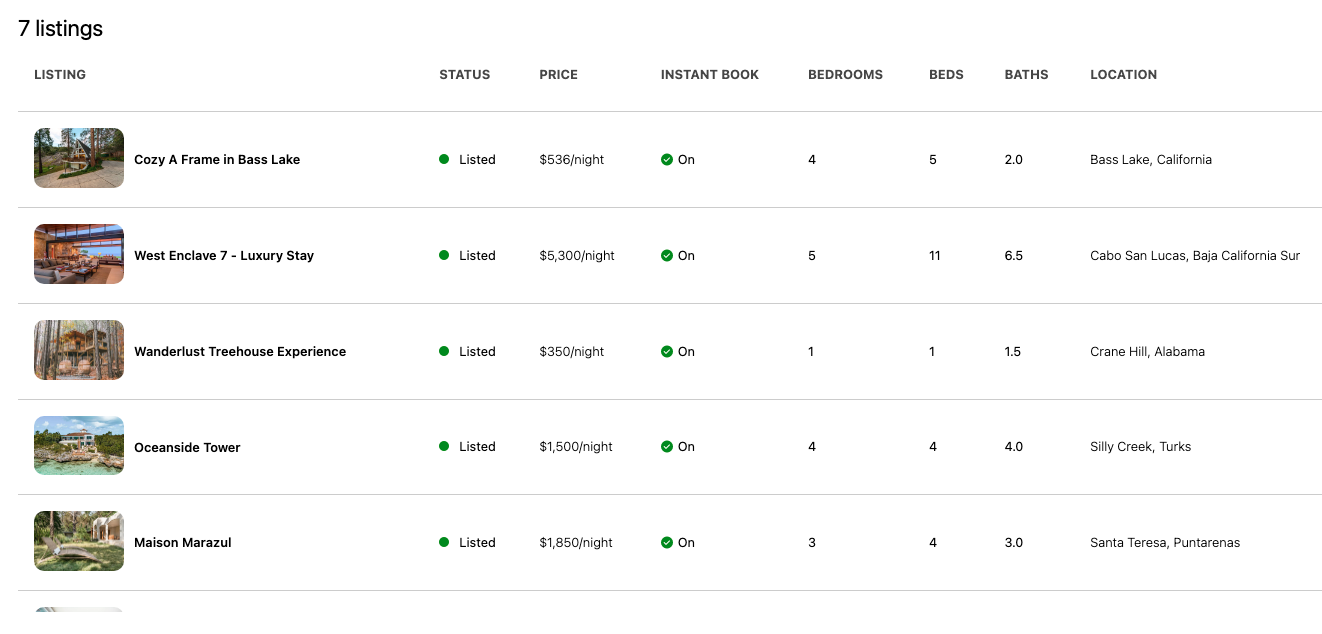 7 listings
LISTING STATUS PRICE INSTANT BOOK BEDROOMS BEDS BATHS LOCATION
Cozy A Frame in Bass Lake Listed $536/night On 4 5 2.0 Bass Lake, California
West Enclave 7 - Luxury Stay Listed $5,300/night On 5 11 6.5 Cabo San Lucas, Baja California Sur
Wanderlust Treehouse Experience Listed $350/night On 1 1 1.5 Crane Hill, Alabama
Oceanside Tower Listed $1,500/night On 4 4 4.0 Silly Creek, Turks
Maison Marazul Listed $1,850/night On 3 4 3.0 Santa Teresa, Puntarenas